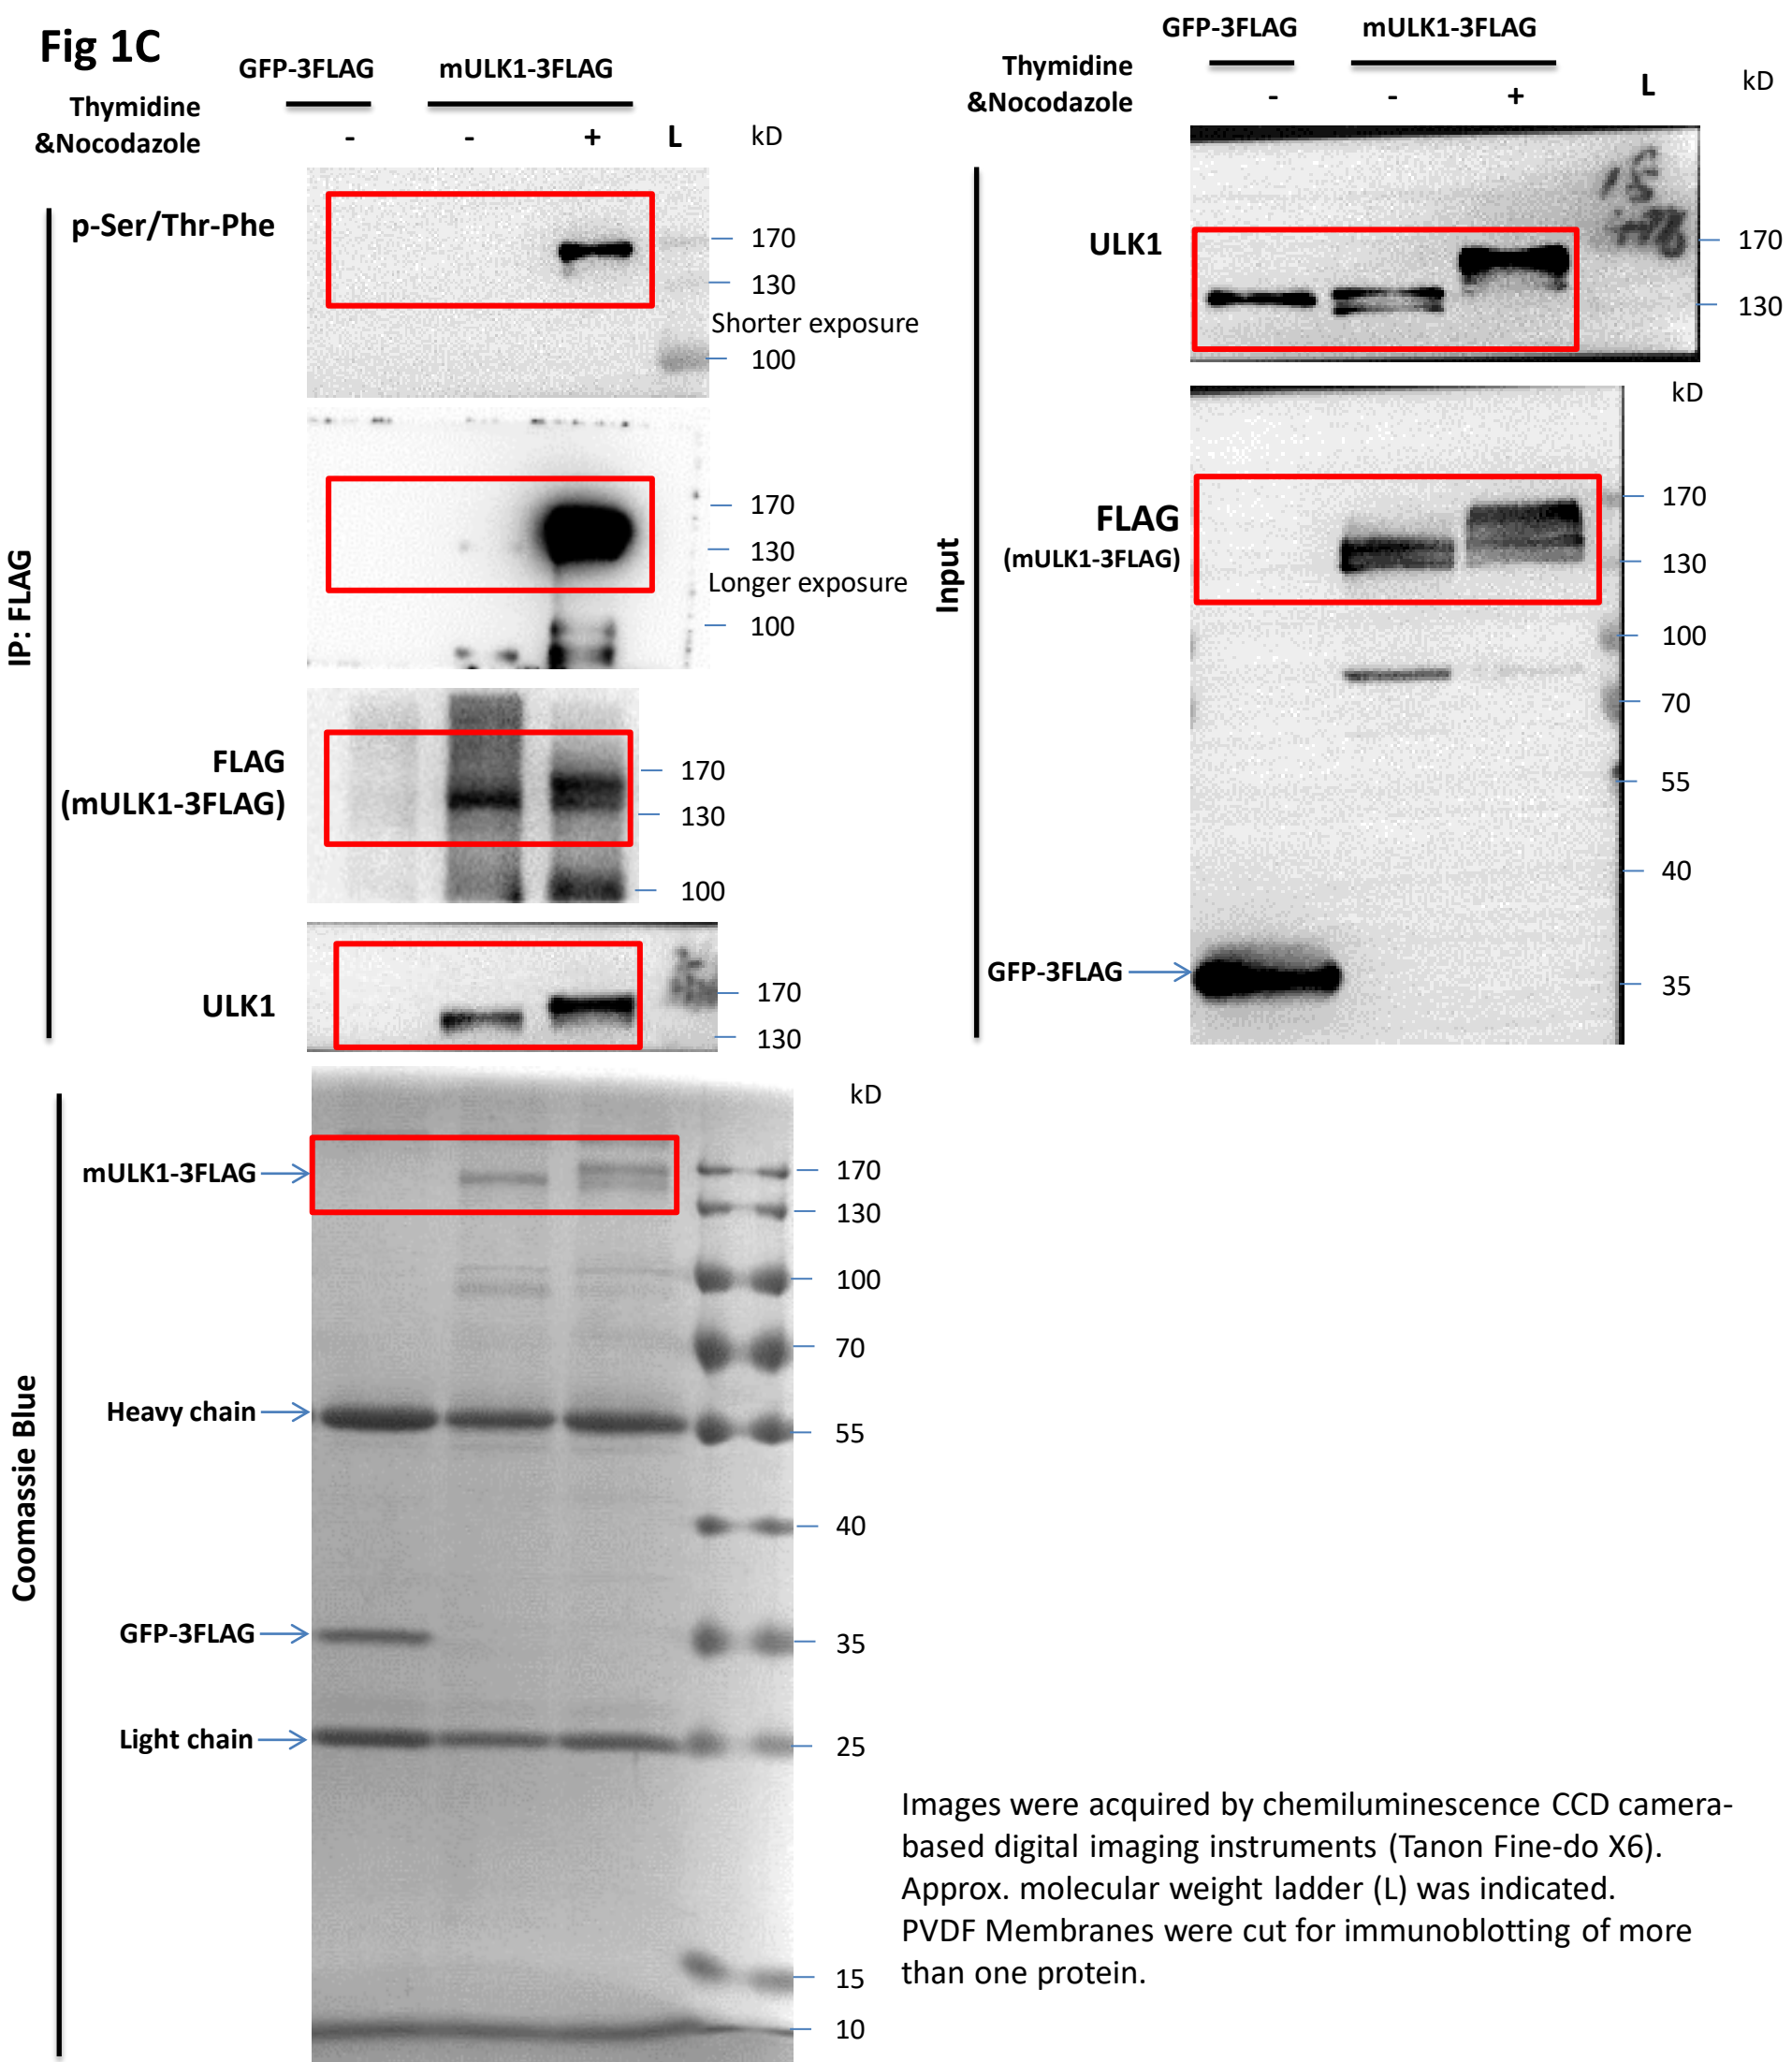 Fig 1C
GFP-3FLAG mULK1-3FLAG
Thymidine
&Nocodazole - - + L kD
IP: FLAG
p-Ser/Thr-Phe
170
130
Shorter exposure
100
170
130
Longer exposure
100
FLAG
(mULK1-3FLAG)
170
130
100
ULK1
170
130
GFP-3FLAG mULK1-3FLAG
Thymidine
&Nocodazole - - + L kD
Input
ULK1
170
130
kD
FLAG
(mULK1-3FLAG)
170
130
100
70
55
40
GFP-3FLAG
35
Coomassie Blue
kD
mULK1-3FLAG
170
130
100
70
Heavy chain
55
40
GFP-3FLAG
35
Light chain
25
15
10
Images were acquired by chemiluminescence CCD camera-
based digital imaging instruments (Tanon Fine-do X6).
Approx. molecular weight ladder (L) was indicated.
PVDF Membranes were cut for immunoblotting of more
than one protein.